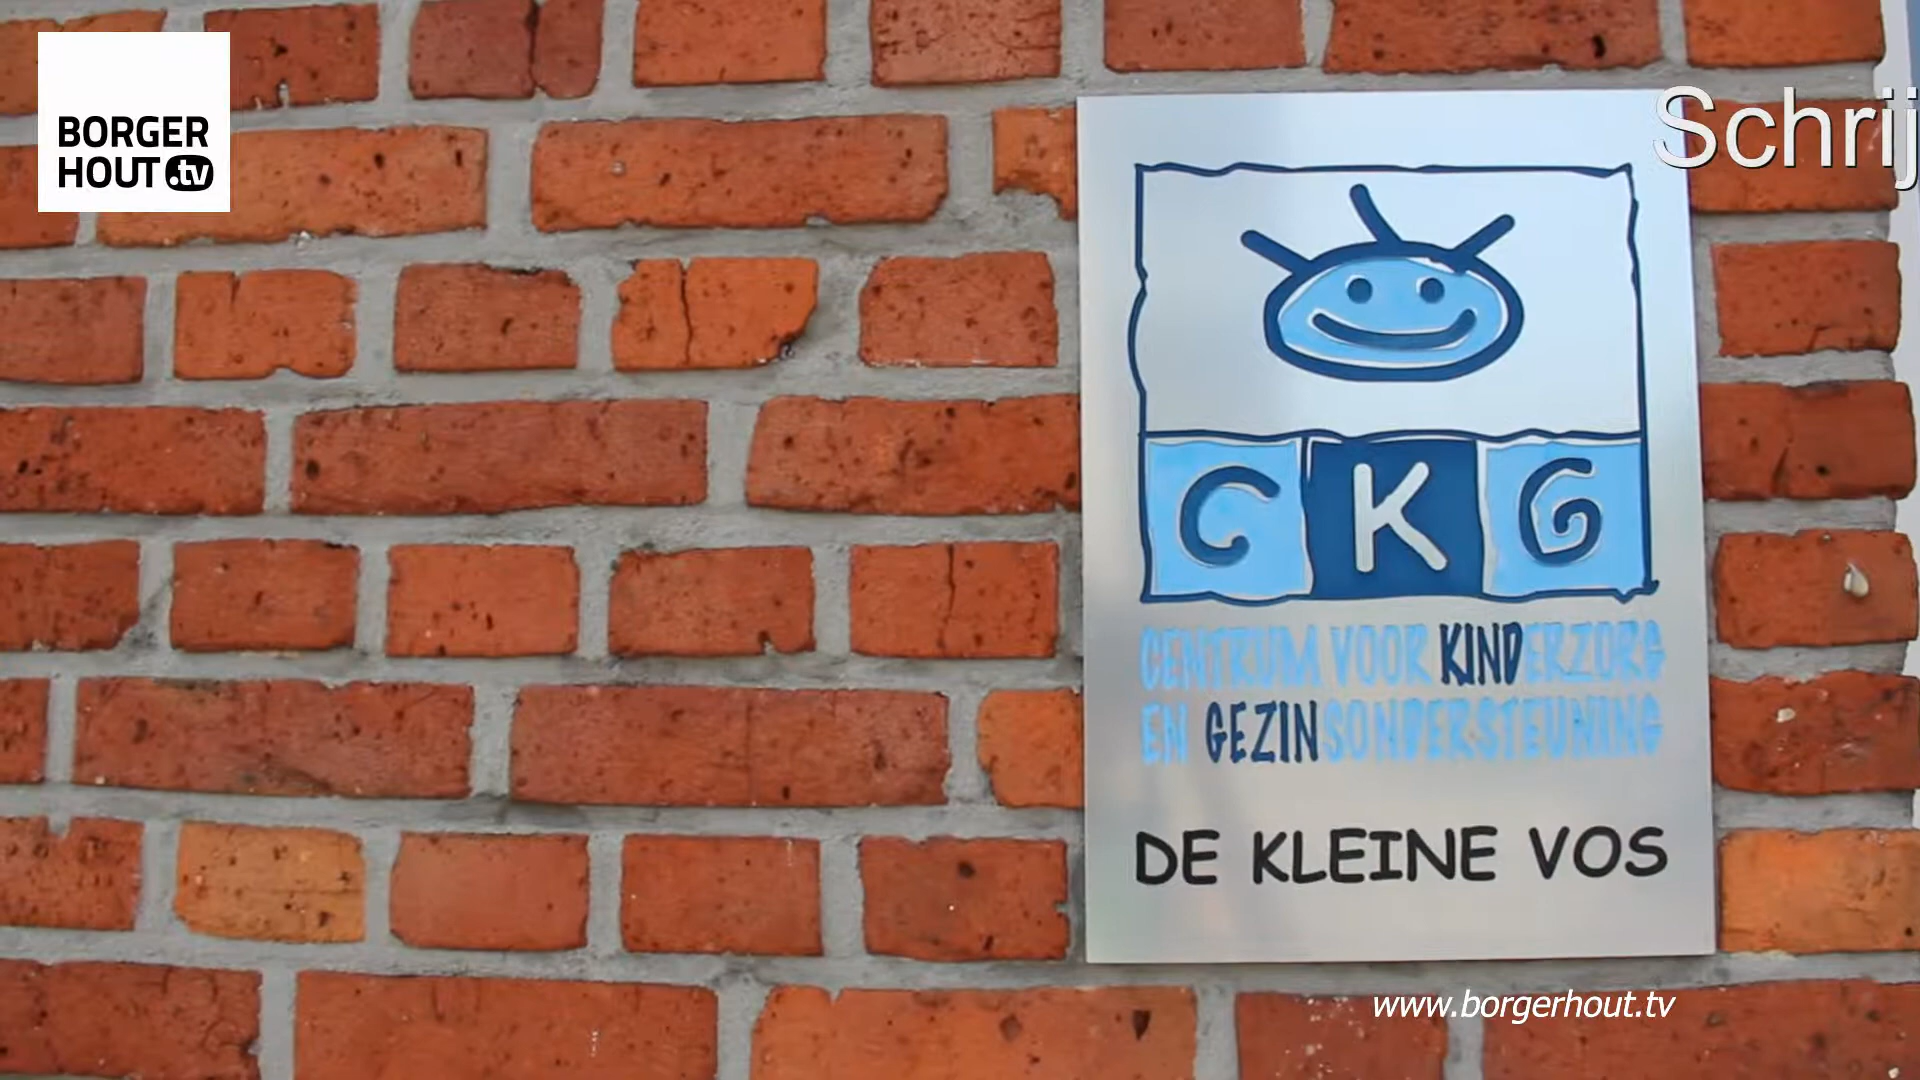 BORGER
HOUT.tv
Schrij
CKG
CENTRUM VOOR KINDERZORG
EN GEZINSONDERSTEUNING
DE KLEINE VOS
www.borgerhout.tv